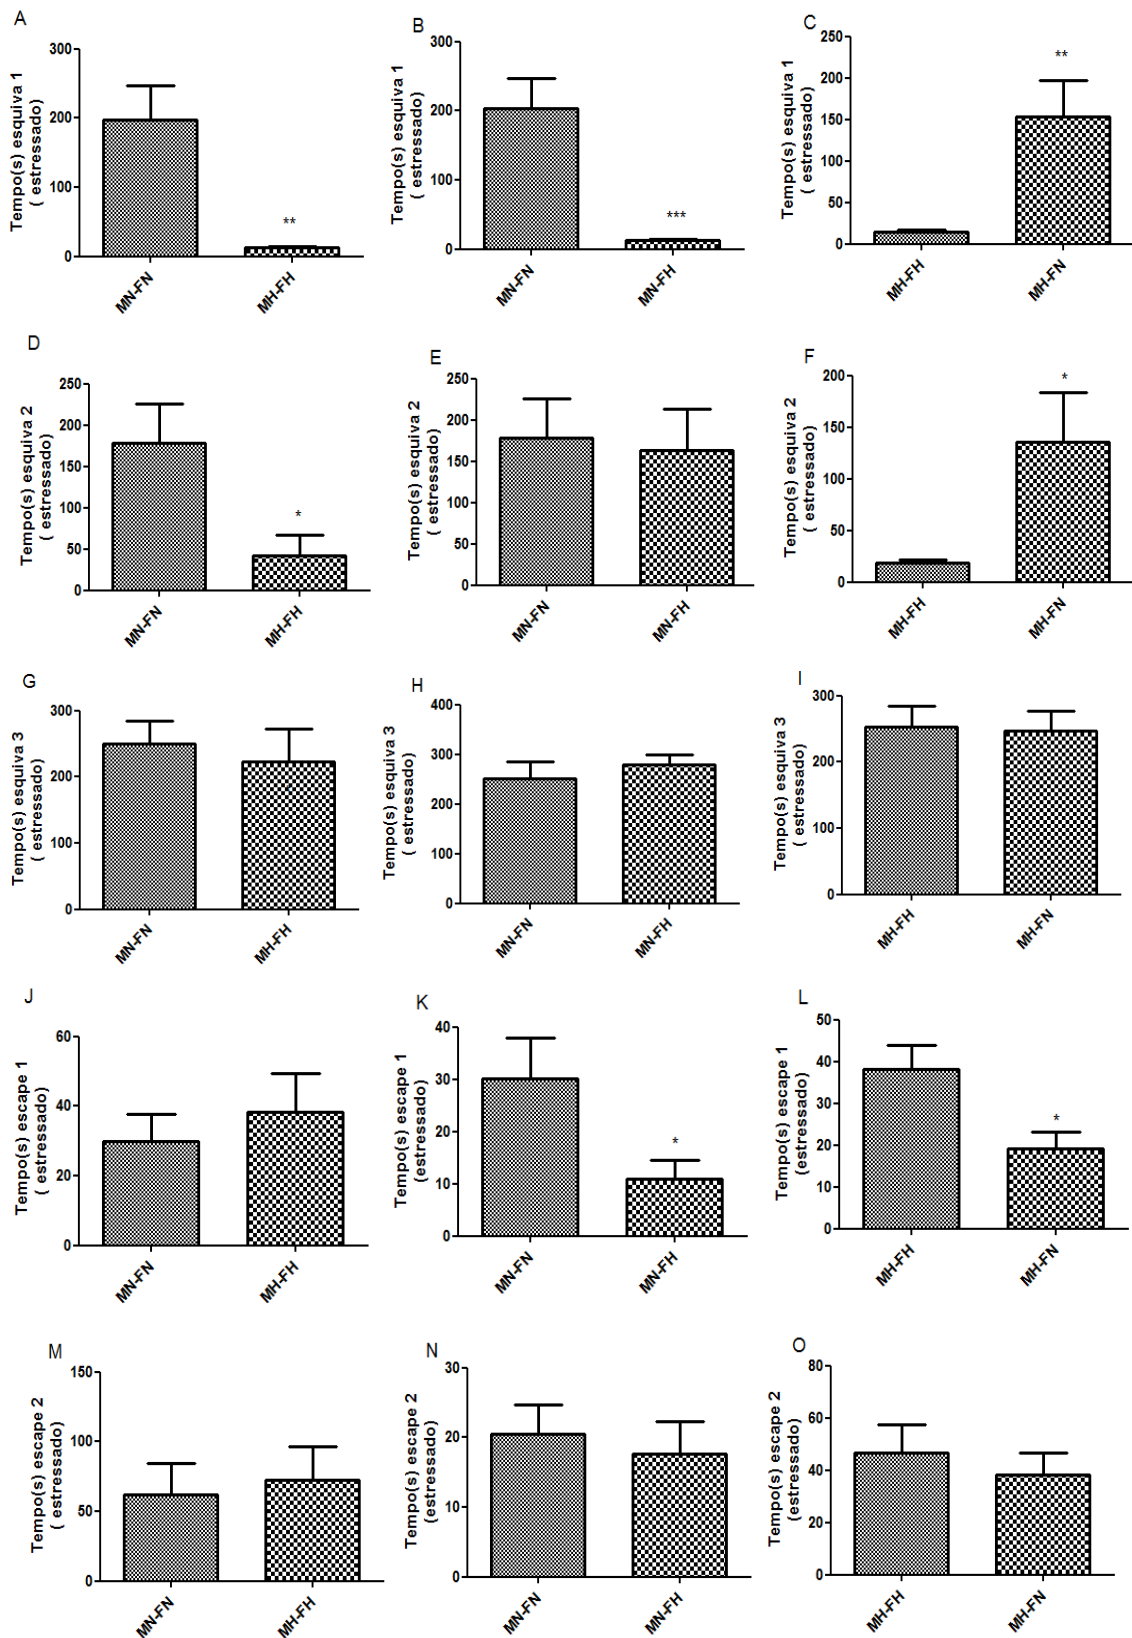 A
Tempo(s) esquiva 1
( estressado)
300
200
100
0
**
MN-FN
MH-FH
B
Tempo(s) esquiva 1
( estressado)
300
200
100
0
***
MN-FN
MN-FH
C
Tempo(s) esquiva 1
( estressado)
250
200
150
100
50
0
**
MH-FH
MH-FN
D
Tempo(s) esquiva 2
( estressado)
250
200
150
100
50
0
*
MN-FN
MH-FH
E
Tempo(s) esquiva 2
( estressado)
250
200
150
100
50
0
MN-FN
MN-FH
F
Tempo(s) esquiva 2
( estressado)
200
150
100
50
0
*
MH-FH
MH-FN
G
Tempo(s) esquiva 3
( estressado)
300
200
100
0
MN-FN
MH-FH
H
Tempo(s) esquiva 3
( estressado)
400
300
200
100
0
MN-FN
MN-FH
I
Tempo(s) esquiva 3
( estressado)
300
200
100
0
MH-FH
MH-FN
J
Tempo(s) escape 1
( estressado)
60
40
20
0
MN-FN
MH-FH
K
Tempo(s) escape 1
(estressado)
40
30
20
10
0
*
MN-FN
MN-FH
L
Tempo(s) escape 1
(estressado)
50
40
30
20
10
0
*
MH-FH
MH-FN
M
Tempo(s) escape 2
( estressado)
150
100
50
0
MN-FN
MH-FH
N
Tempo(s) escape 2
(estressado)
30
20
10
0
MN-FN
MN-FH
O
Tempo(s) escape 2
(estressado)
80
60
40
20
0
MH-FH
MH-FN